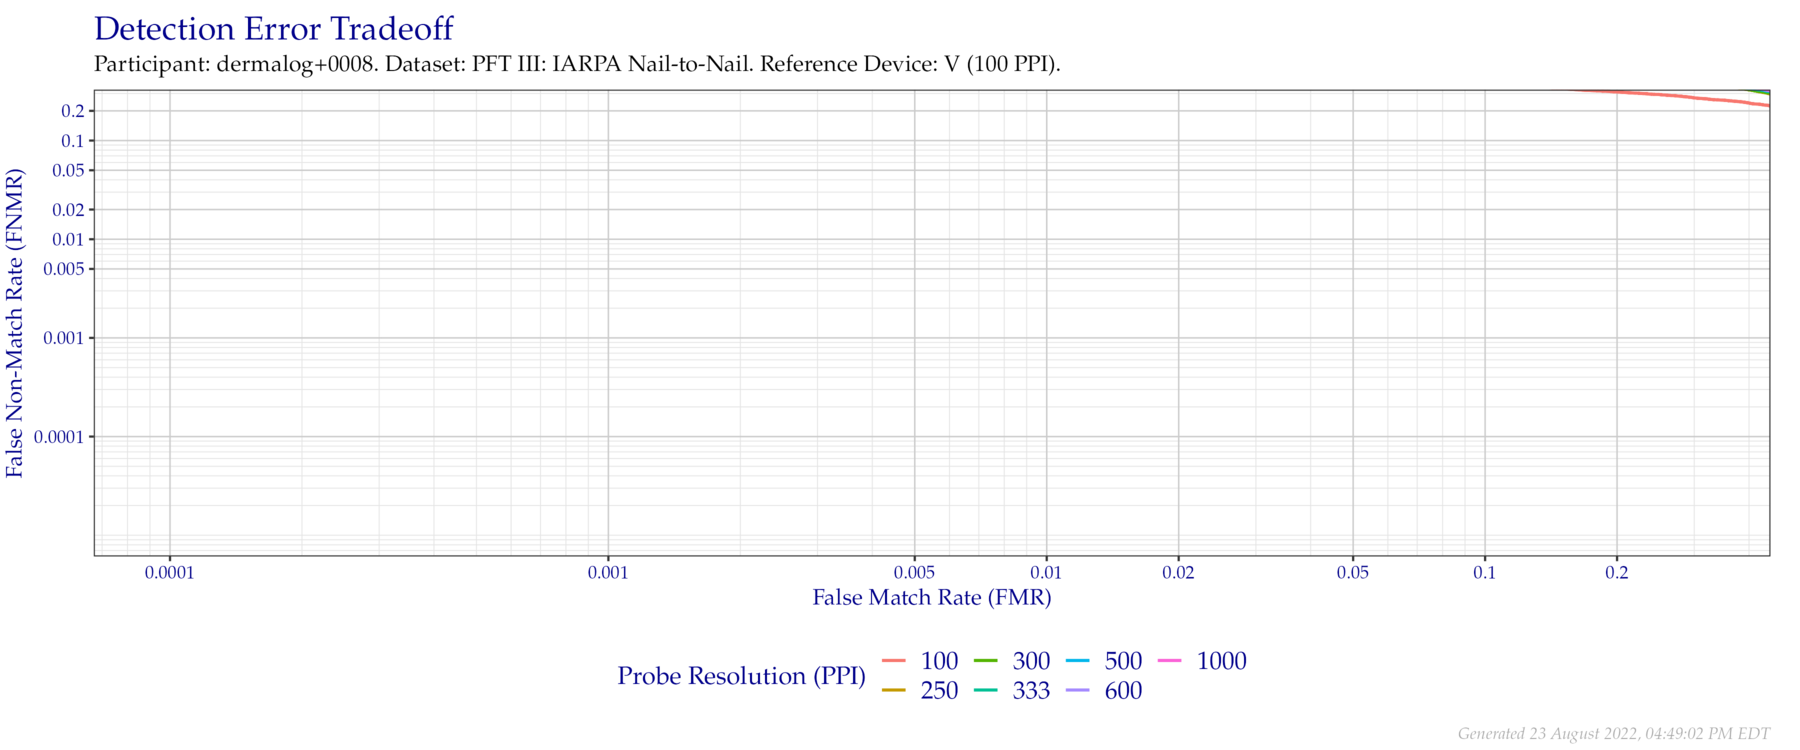 Detection Error Tradeoff
Participant: dermalog+0008. Dataset: PFT III: IARPA Nail-to-Nail. Reference Device: V (100 PPI).
False Non-Match Rate (FNMR)
0.2
0.1
0.05
0.02
0.01
0.005
0.001
0.0001
0.0001 0.001 0.005 0.01 0.02 0.05 0.1 0.2
False Match Rate (FMR)
Probe Resolution (PPI)
100 300 500 1000
250 333 600
Generated 23 August 2022, 04:49:02 PM EDT